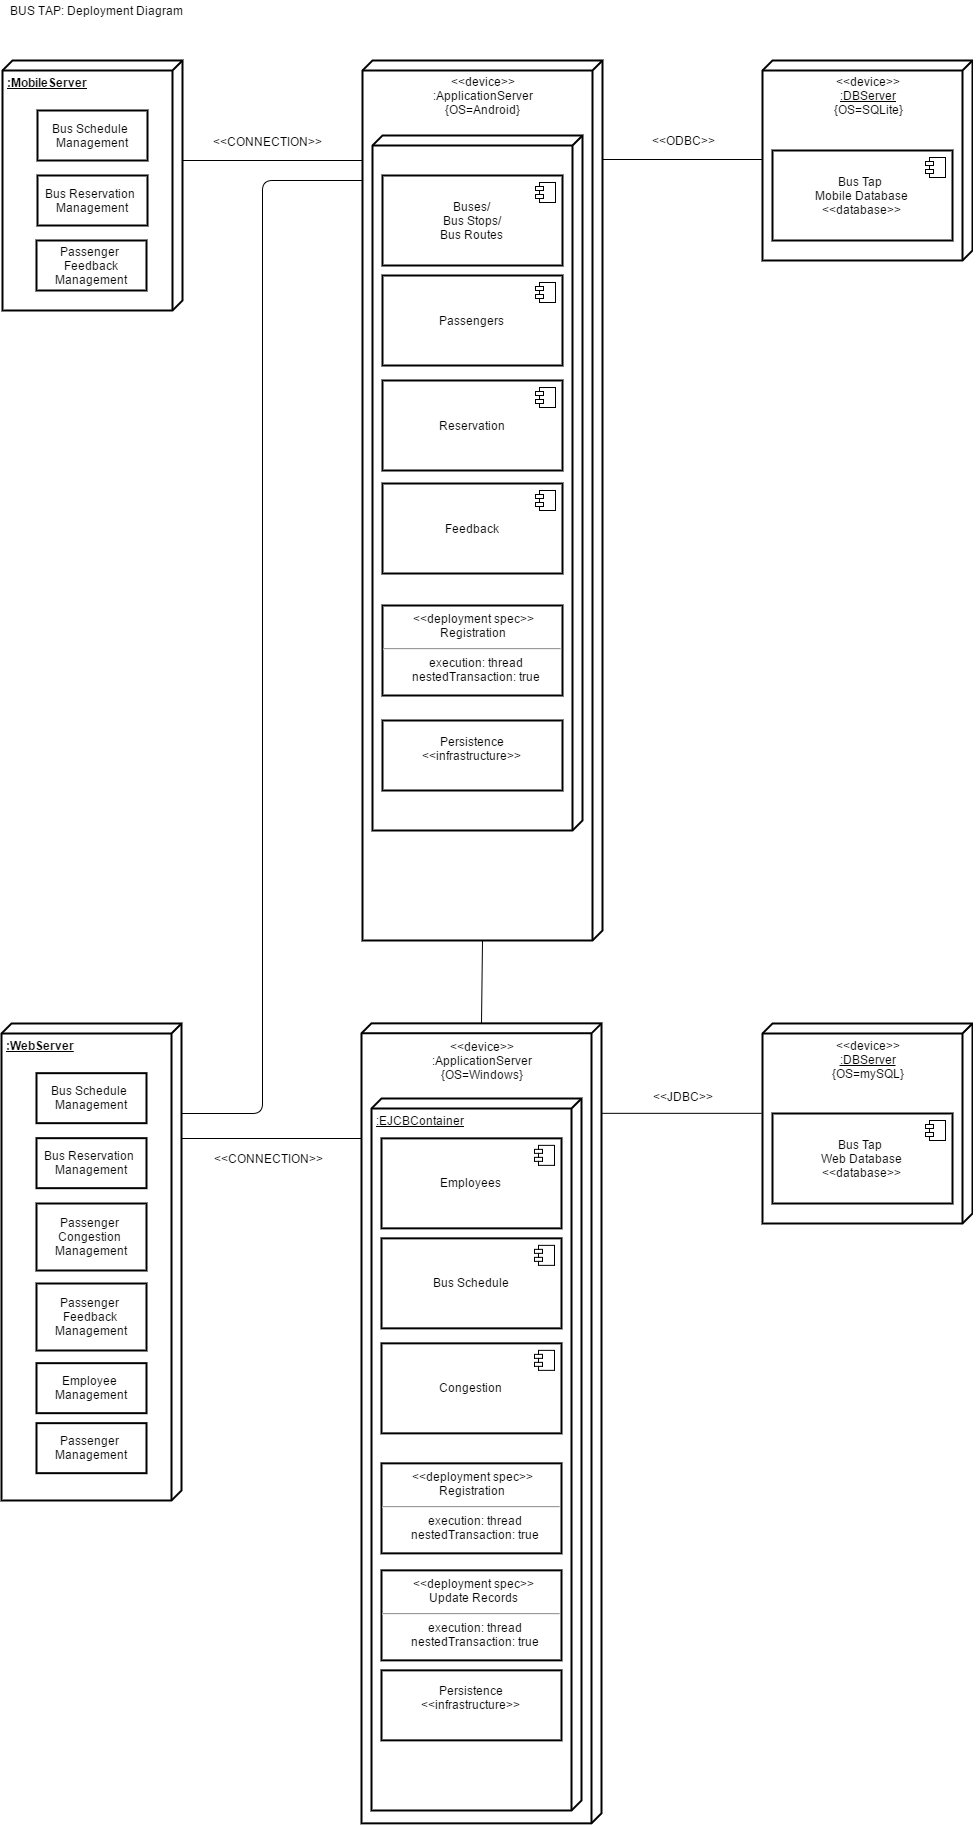 BUS TAP: Deployment Diagram
:MobileServer
Bus Schedule
Management
Bus Reservation
Management
Passenger
Feedback
Management
<<CONNECTION>>
<<device>>
:ApplicationServer
{OS=Android}
Buses/
Bus Stops/
Bus Routes
Passengers
Reservation
Feedback
<<deployment spec>>
Registration
execution: thread
nestedTransaction: true
Persistence
<<infrastructure>>
<<ODBC>>
<<device>>
:DBServer
{OS=SQLite}
Bus Tap
Mobile Database
<<database>>
:WebServer
Bus Schedule
Management
Bus Reservation
Management
Passenger
Congestion
Management
Passenger
Feedback
Management
Employee
Management
Passenger
Management
<<CONNECTION>>
<<device>>
:ApplicationServer
{OS=Windows}
:EJCBContainer
Employees
Bus Schedule
Congestion
<<deployment spec>>
Registration
execution: thread
nestedTransaction: true
<<deployment spec>>
Update Records
execution: thread
nestedTransaction: true
Persistence
<<infrastructure>>
<<JDBC>>
<<device>>
:DBServer
{OS=mySQL}
Bus Tap
Web Database
<<database>>